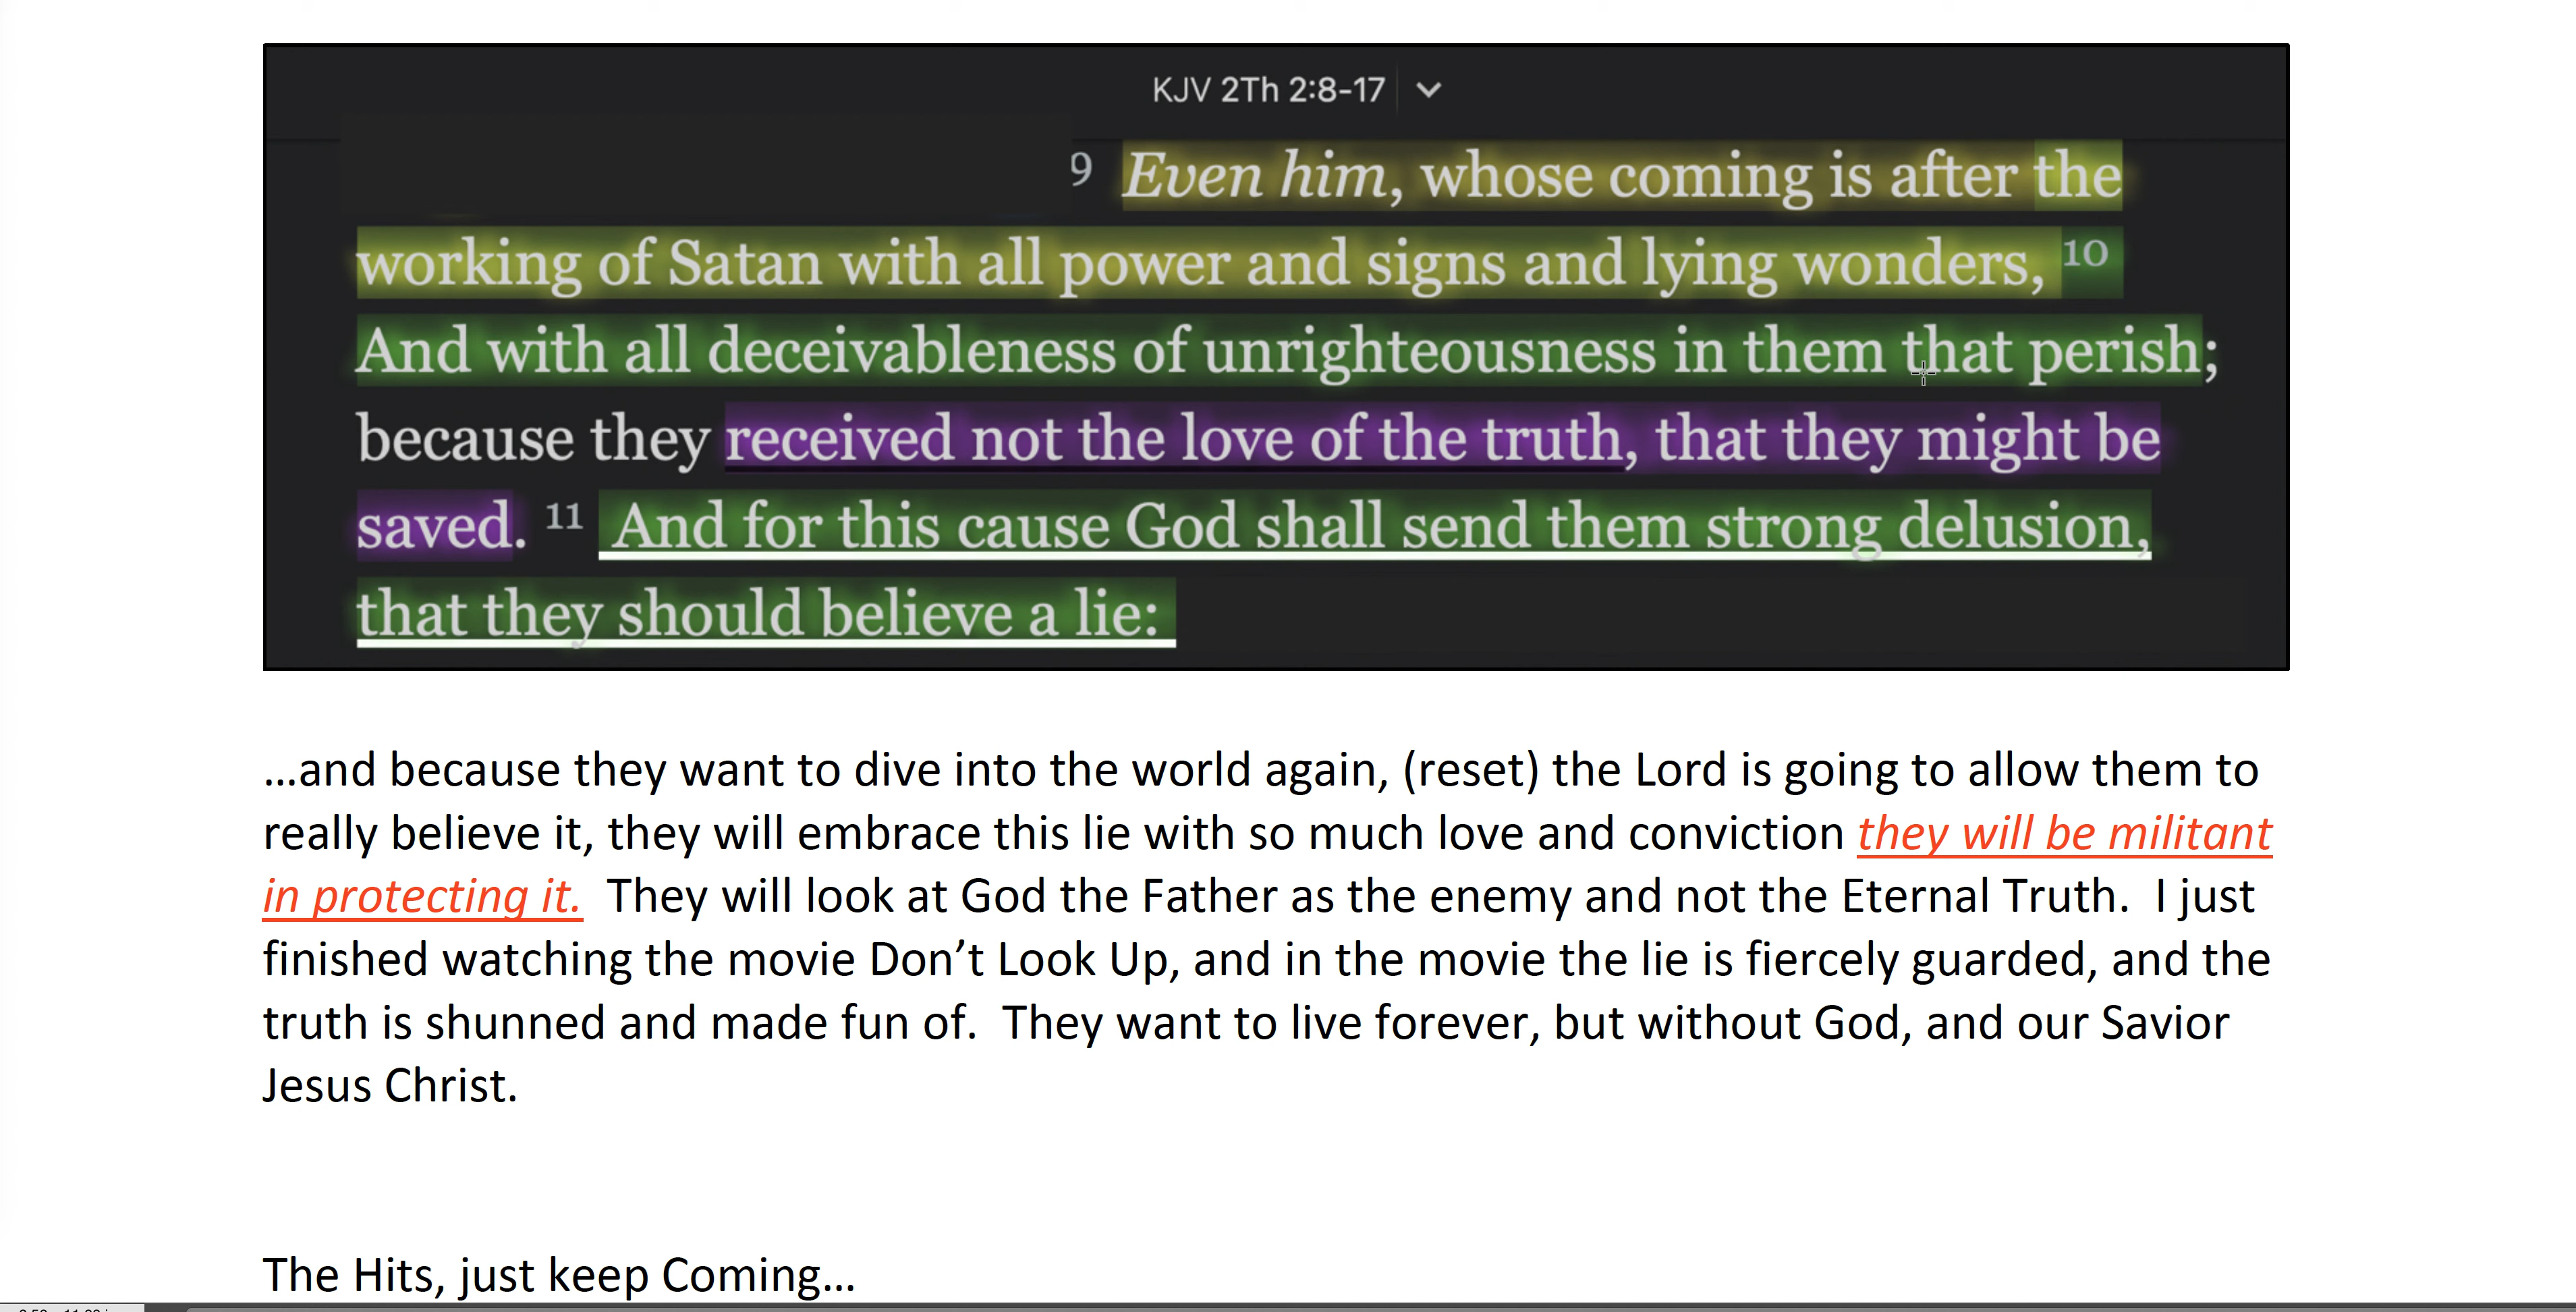 KJV 2Th 2:8-17
9 Even him, whose coming is after the
working of Satan with all power and signs and lying wonders, 10
And with all deceivableness of unrighteousness in them that perish;
because they received not the love of the truth, that they might be
saved. 11 And for this cause God shall send them strong delusion,
that they should believe a lie:
...and because they want to dive into the world again, (reset) the Lord is going to allow them to
really believe it, they will embrace this lie with so much love and conviction they will be militant
in protecting it.  They will look at God the Father as the enemy and not the Eternal Truth.  I just
finished watching the movie Don’t Look Up, and in the movie the lie is fiercely guarded, and the
truth is shunned and made fun of.  They want to live forever, but without God, and our Savior
Jesus Christ.
The Hits, just keep Coming...